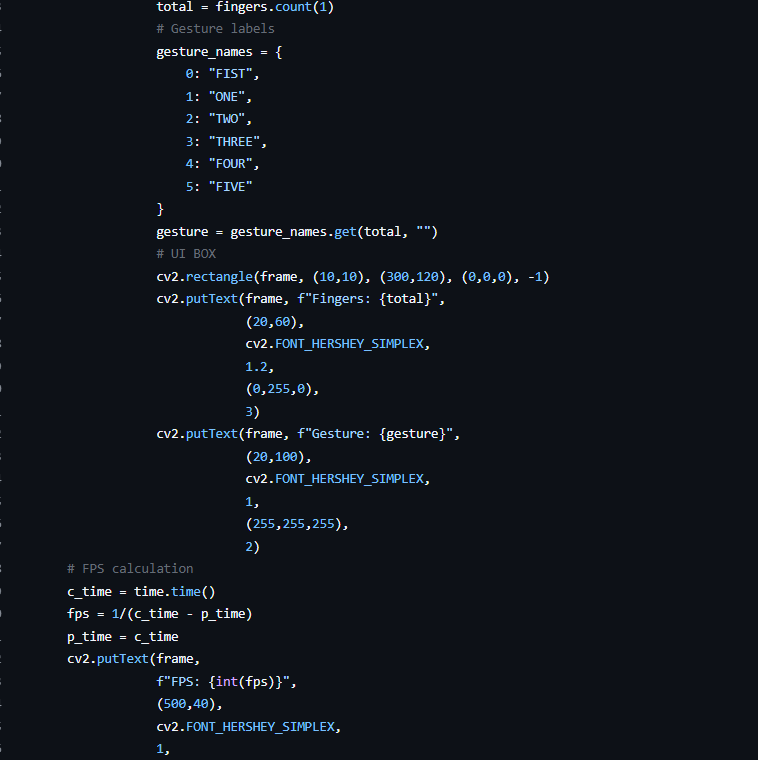 total = fingers.count(1)
# Gesture labels
gesture_names = {
0: "FIST",
1: "ONE",
2: "TWO",
3: "THREE",
4: "FOUR",
5: "FIVE"
}
gesture = gesture_names.get(total, "")
# UI BOX
cv2.rectangle(frame, (10,10), (300,120), (0,0,0), -1)
cv2.putText(frame, f"Fingers: {total}",
(20,60),
cv2.FONT_HERSHEY_SIMPLEX,
1.2,
(0,255,0),
3)
cv2.putText(frame, f"Gesture: {gesture}",
(20,100),
cv2.FONT_HERSHEY_SIMPLEX,
1,
(255,255,255),
2)
# FPS calculation
c_time = time.time()
fps = 1/(c_time - p_time)
p_time = c_time
cv2.putText(frame,
f"FPS: {int(fps)}",
(500,40),
cv2.FONT_HERSHEY_SIMPLEX,
1,